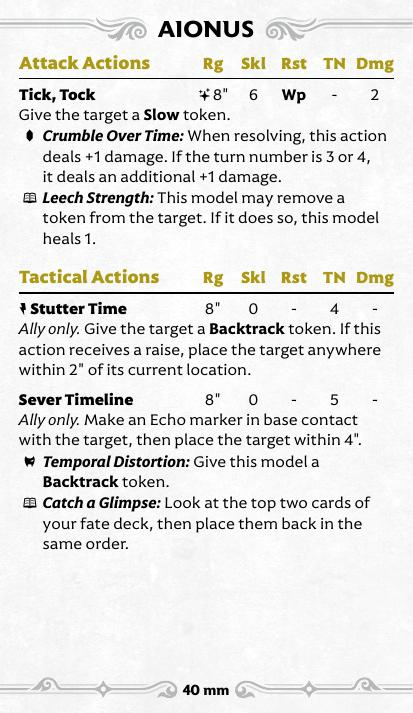 AIONUS
Attack Actions Rg Skl Rst TN Dmg
Tick, Tock 8" 6 Wp - 2
Give the target a Slow token.
Crumble Over Time: When resolving, this action
deals +1 damage. If the turn number is 3 or 4,
it deals an additional +1 damage.
Leech Strength: This model may remove a
token from the target. If it does so, this model
heals 1.
Tactical Actions Rg Skl Rst TN Dmg
Stutter Time 8" 0 - 4 -
Ally only. Give the target a Backtrack token. If this
action receives a raise, place the target anywhere
within 2" of its current location.
Sever Timeline 8" 0 - 5 -
Ally only. Make an Echo marker in base contact
with the target, then place the target within 4".
Temporal Distortion: Give this model a
Backtrack token.
Catch a Glimpse: Look at the top two cards of
your fate deck, then place them back in the
same order.
40 mm